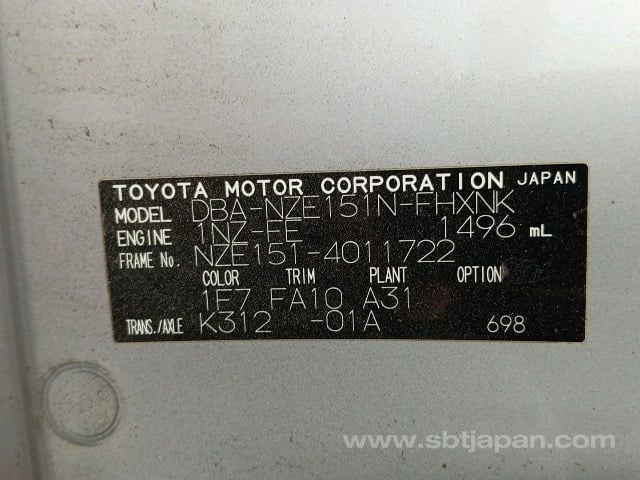 TOYOTA MOTOR CORPORATION JAPAN
MODEL DBA-NZE151N-FHXNK
ENGINE 1NZ-FE 1496 mL
FRAME No. NZE151-4011722
COLOR TRIM PLANT OPTION
1E7 FA10 A31
TRANS./AXLE K312 -01A 698
www.sbtjapan.com